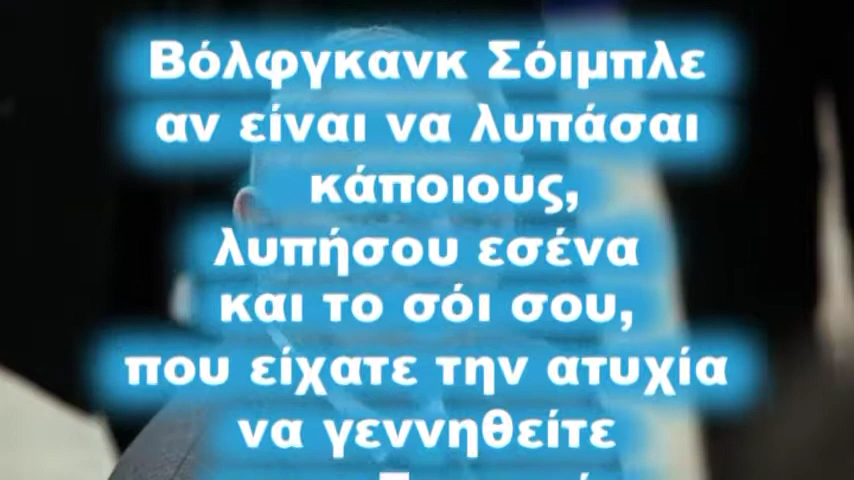 Βόλφγκανκ Σόιμπλε
αν είναι να λυπάσαι
κάποιους,
λυπήσου εσένα
και το σόι σου,
που είχατε την ατυχία
να γεννηθείτε